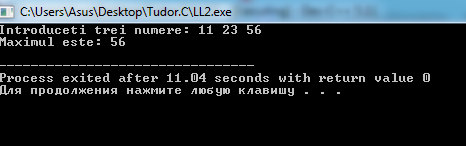 C:\Users\Asus\Desktop\Tudor.C\LL2.exe
Introduceti trei numere: 11 23 56
Maximul este: 56
--------------------------------
Process exited after 11.04 seconds with return value 0
Для продолжения нажмите любую клавишу . . .